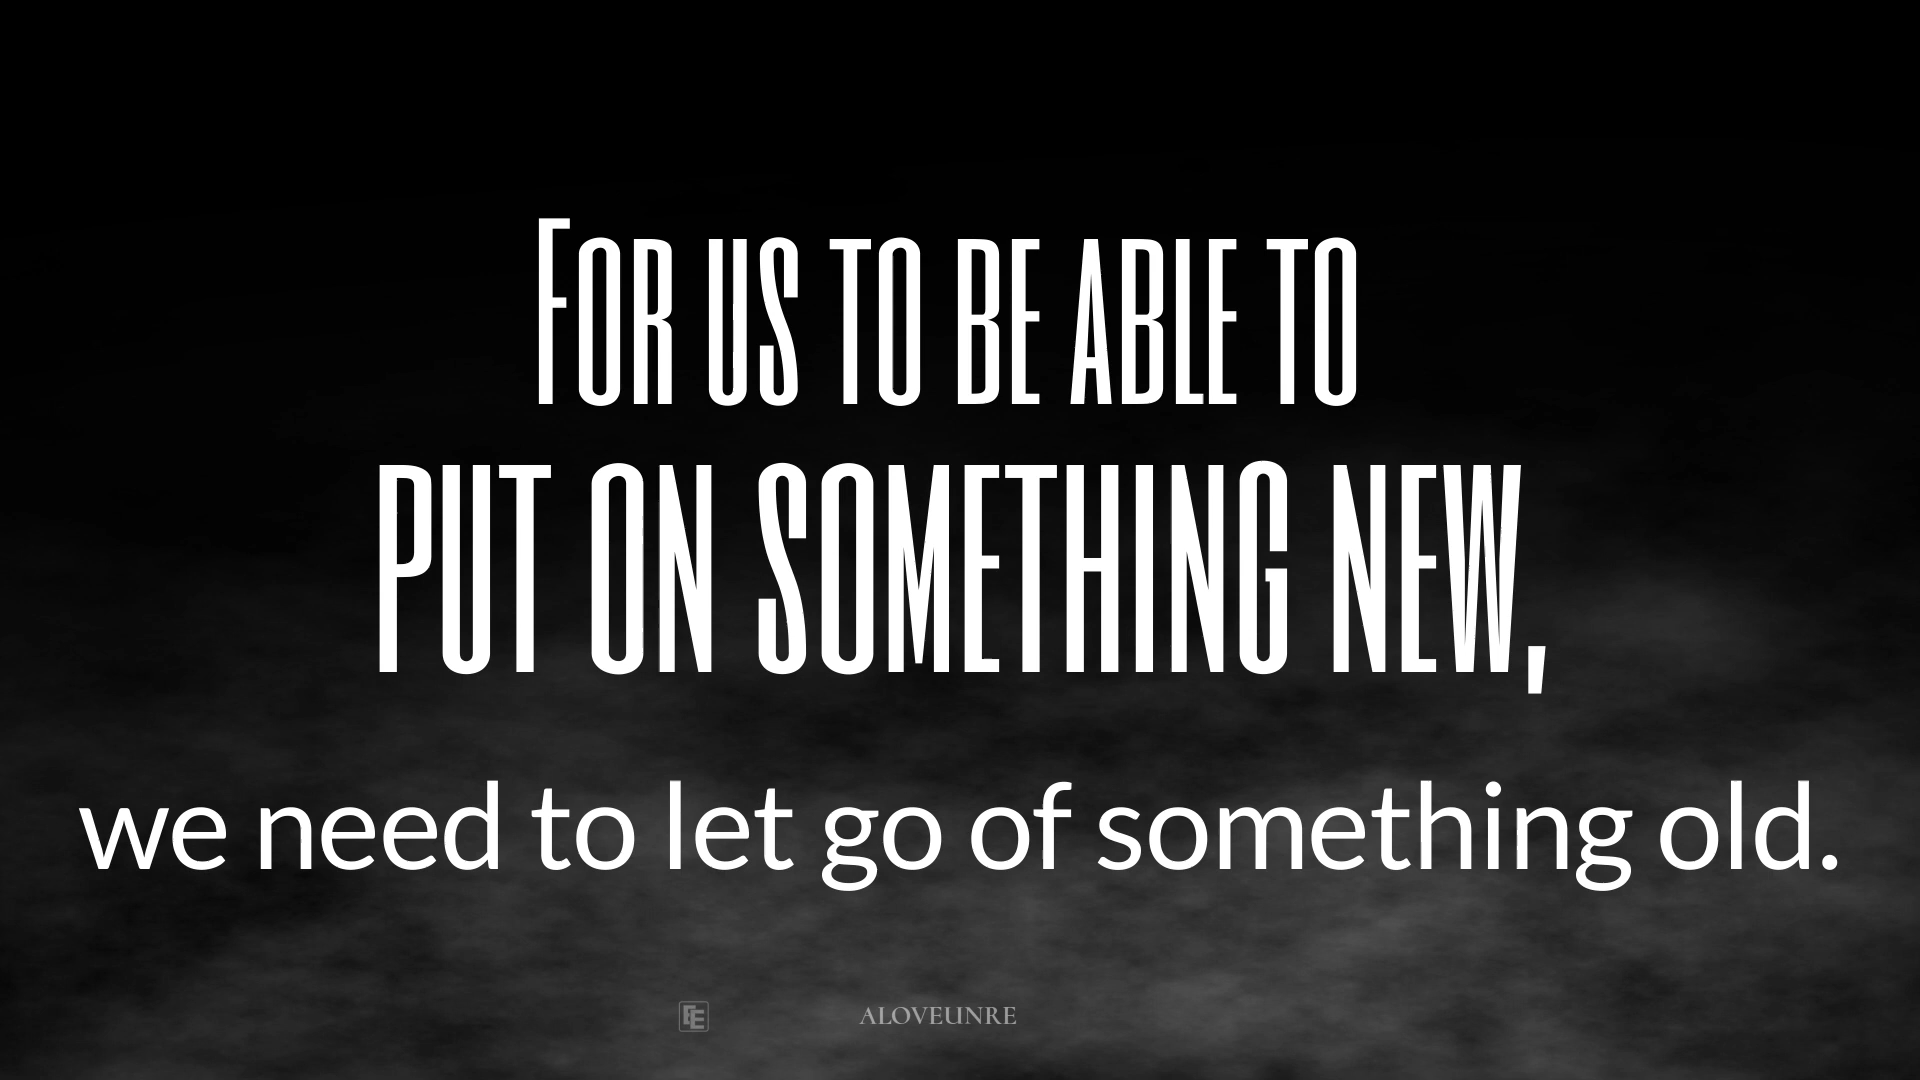 For us to be able to
put on something new,
we need to let go of something old.
EE ALOVEUNRE